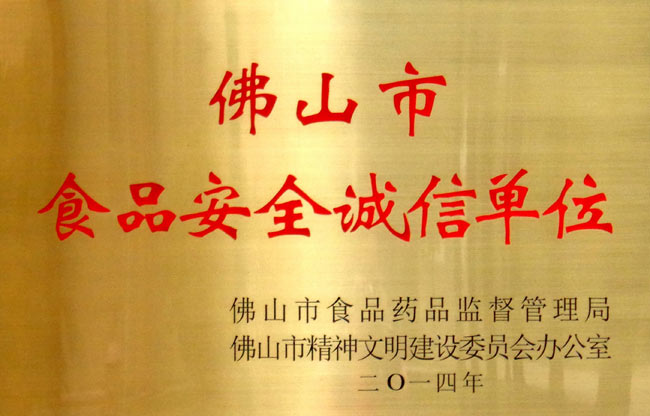 佛山市
食品安全诚信单位
佛山市食品药品监督管理局
佛山市精神文明建设委员会办公室
二O一四年